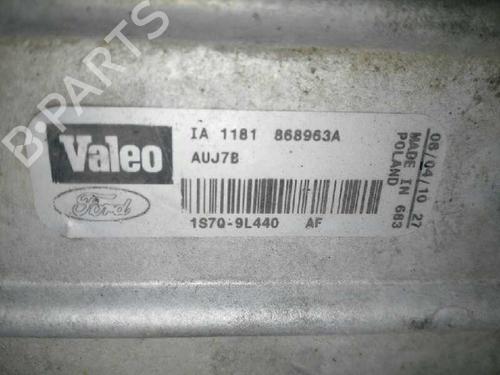 B-Parts
Valeo
IA 1181 868963A
AUJ7B
Ford
1S7Q-9L440 AF
08/04/10 27
MADE IN 683
POLAND